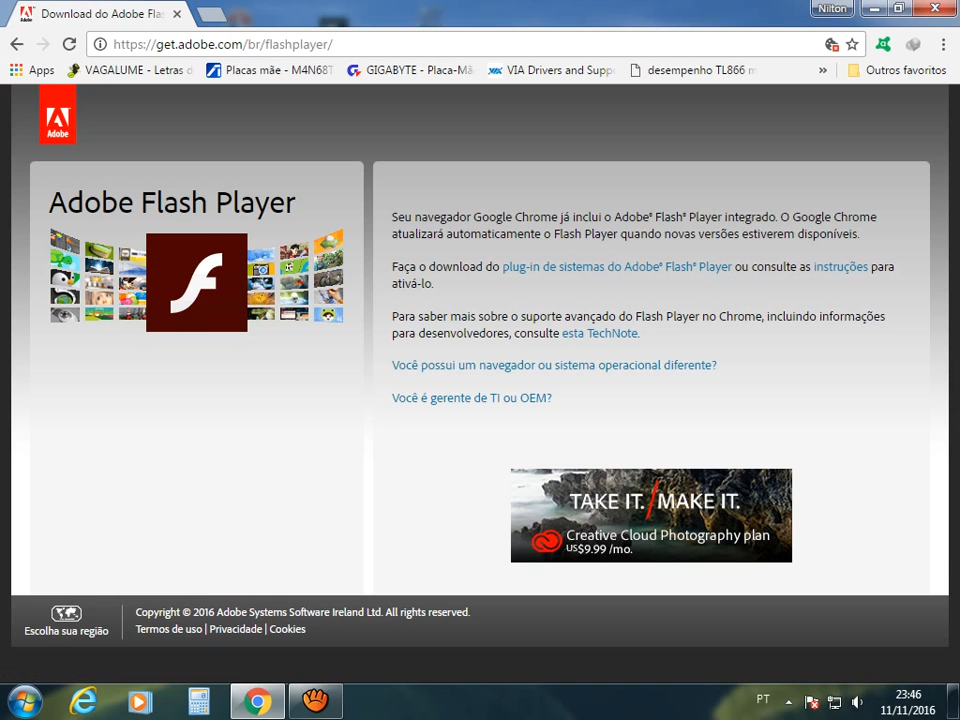 Download do Adobe Fla
Nilton
https://get.adobe.com/br/flashplayer/
Apps
VAGALUME - Letras d
Placas mãe - M4N68T
GIGABYTE - Placa-Mã
VIA Drivers and Supp
desempenho TL866 m
»
Outros favoritos
Adobe
Adobe Flash Player
Seu navegador Google Chrome já inclui o Adobe® Flash® Player integrado. O Google Chrome
atualizará automaticamente o Flash Player quando novas versões estiverem disponíveis.
Faça o download do plug-in de sistemas do Adobe® Flash® Player ou consulte as instruções para
ativá-lo.
Para saber mais sobre o suporte avançado do Flash Player no Chrome, incluindo informações
para desenvolvedores, consulte esta TechNote.
Você possui um navegador ou sistema operacional diferente?
Você é gerente de TI ou OEM?
TAKE IT. / MAKE IT.
Creative Cloud Photography plan
US$9.99 /mo.
Escolha sua região
Copyright © 2016 Adobe Systems Software Ireland Ltd. All rights reserved.
Termos de uso | Privacidade | Cookies
PT
23:46
11/11/2016